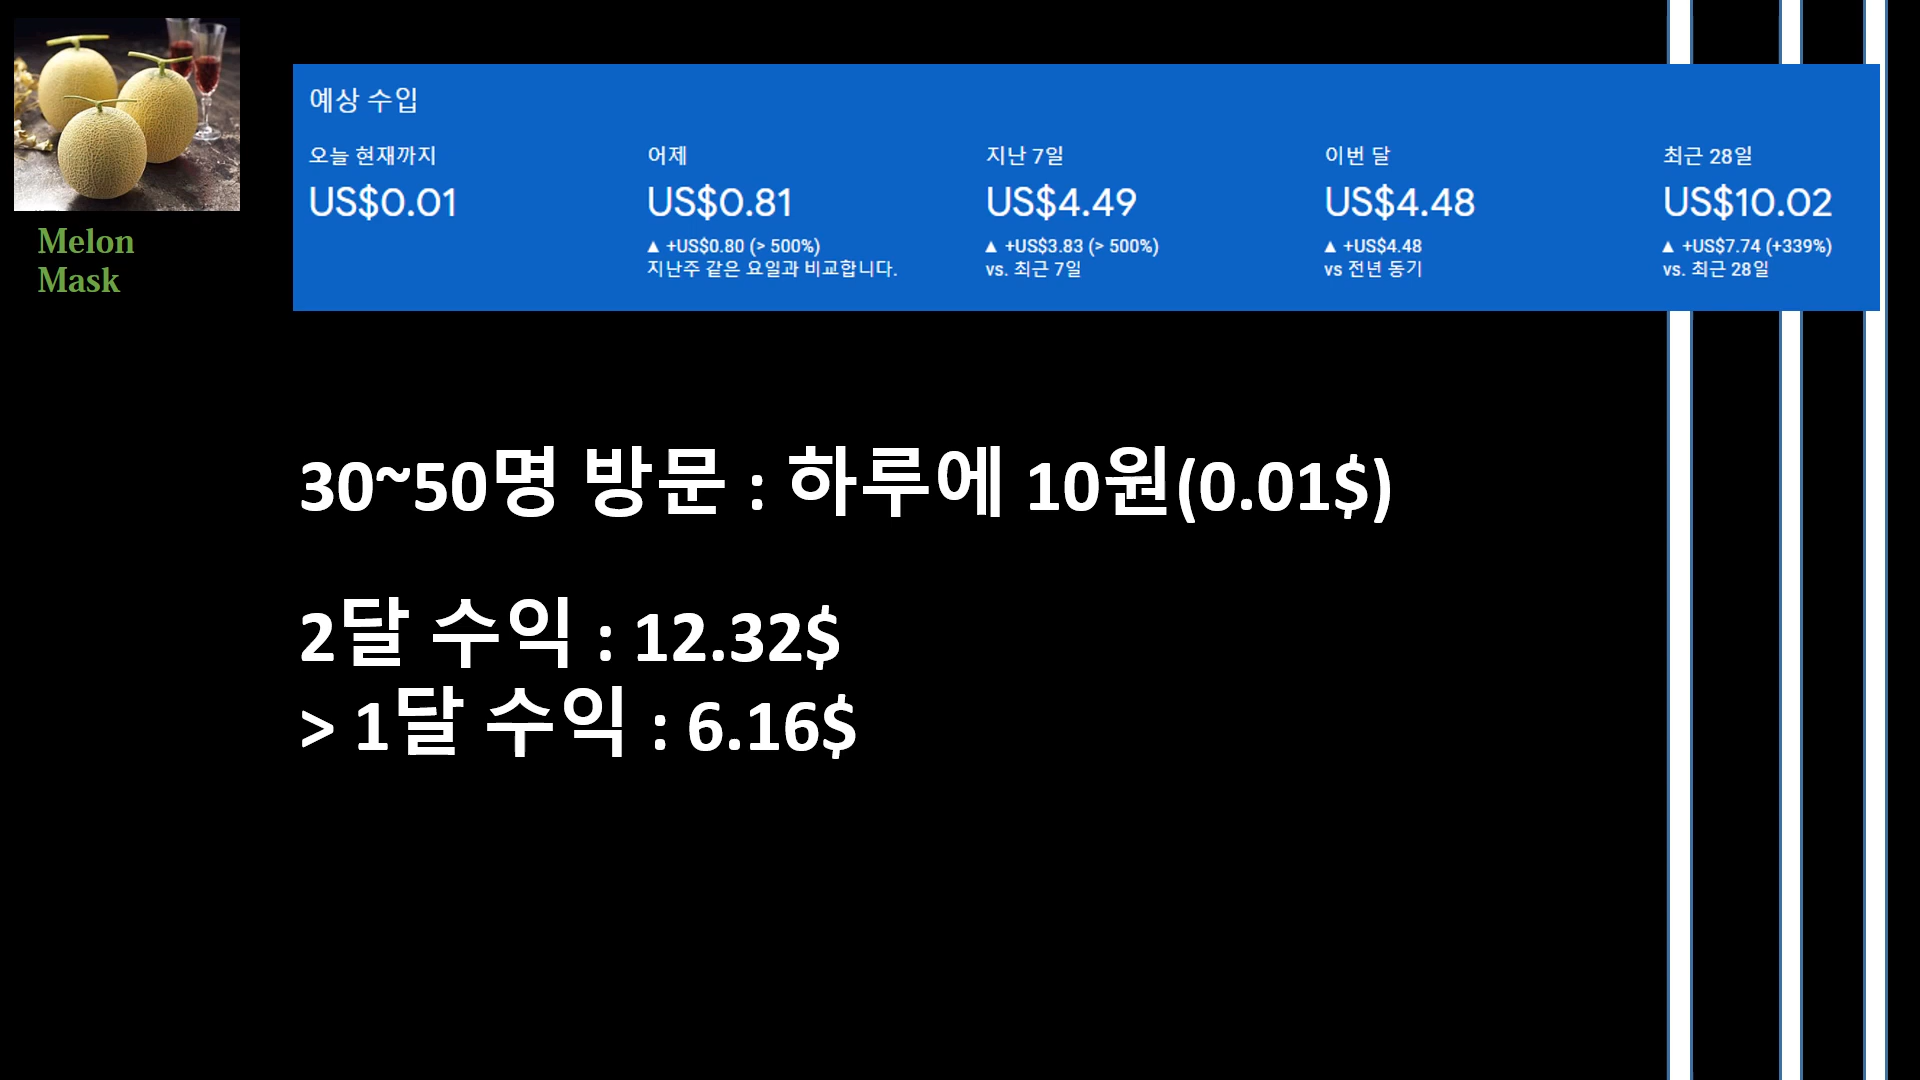 Melon
Mask
예상 수입
오늘 현재까지
US$0.01
어제
US$0.81
▲ +US$0.80 (> 500%)
지난주 같은 요일과 비교합니다.
지난 7일
US$4.49
▲ +US$3.83 (> 500%)
vs. 최근 7일
이번 달
US$4.48
▲ +US$4.48
vs 전년 동기
최근 28일
US$10.02
▲ +US$7.74 (+339%)
vs. 최근 28일
30~50명 방문 : 하루에 10원(0.01$)
2달 수익 : 12.32$
> 1달 수익 : 6.16$